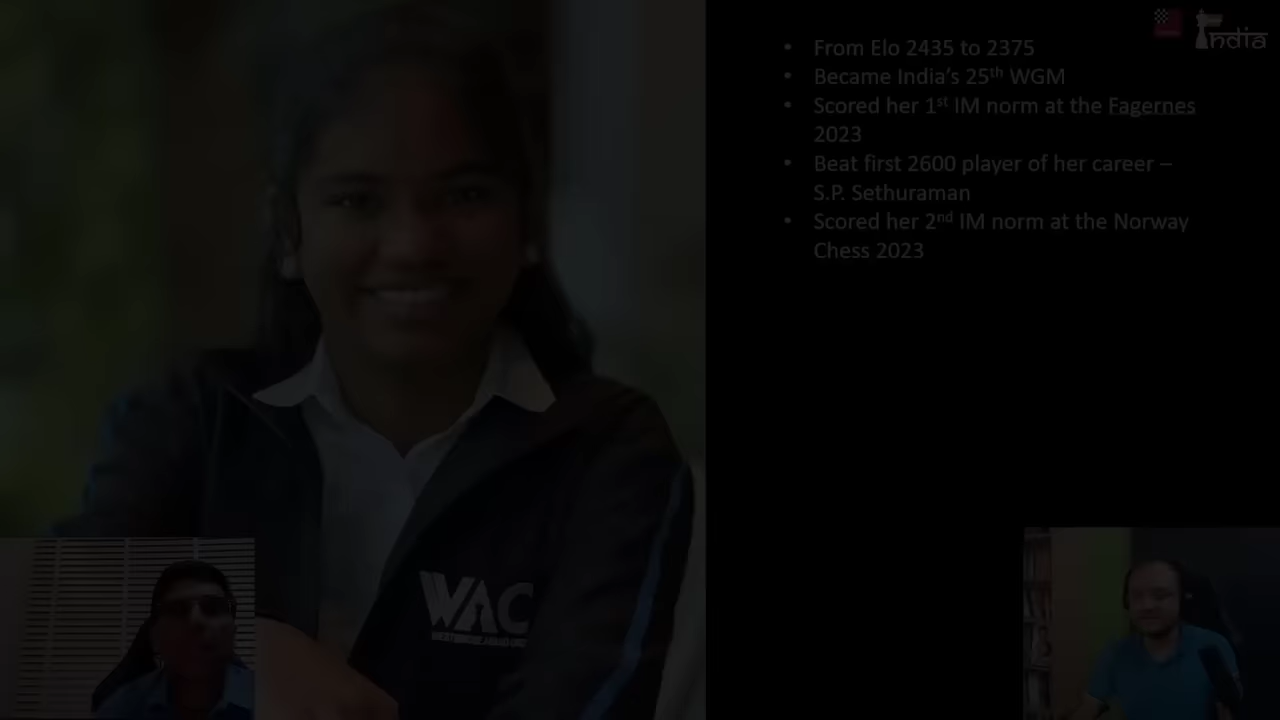 India
• From Elo 2435 to 2375
• Became India's 25th WGM
• Scored her 1st IM norm at the Fagernes
2023
• Beat first 2600 player of her career –
S.P. Sethuraman
• Scored her 2nd IM norm at the Norway
Chess 2023
WAC